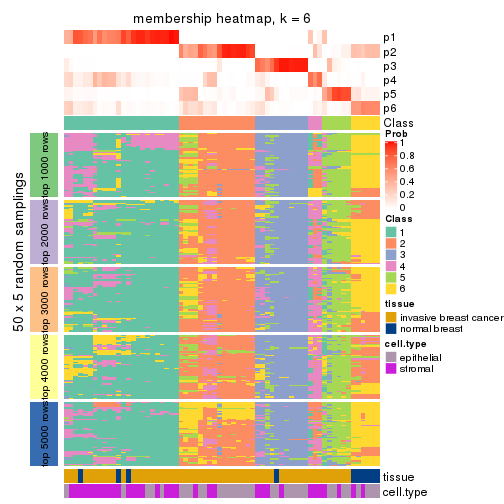 membership heatmap, k = 6
p1
p2
p3
p4
p5
p6
Class
50 x 5 random samplings
top 1000 rows
top 2000 rows
top 3000 rows
top 4000 rows
top 5000 rows
Prob
1
0.8
0.6
0.4
0.2
0
Class
1
2
3
4
5
6
tissue
invasive breast cancer
normal breast
cell.type
epithelial
stromal
tissue
cell.type